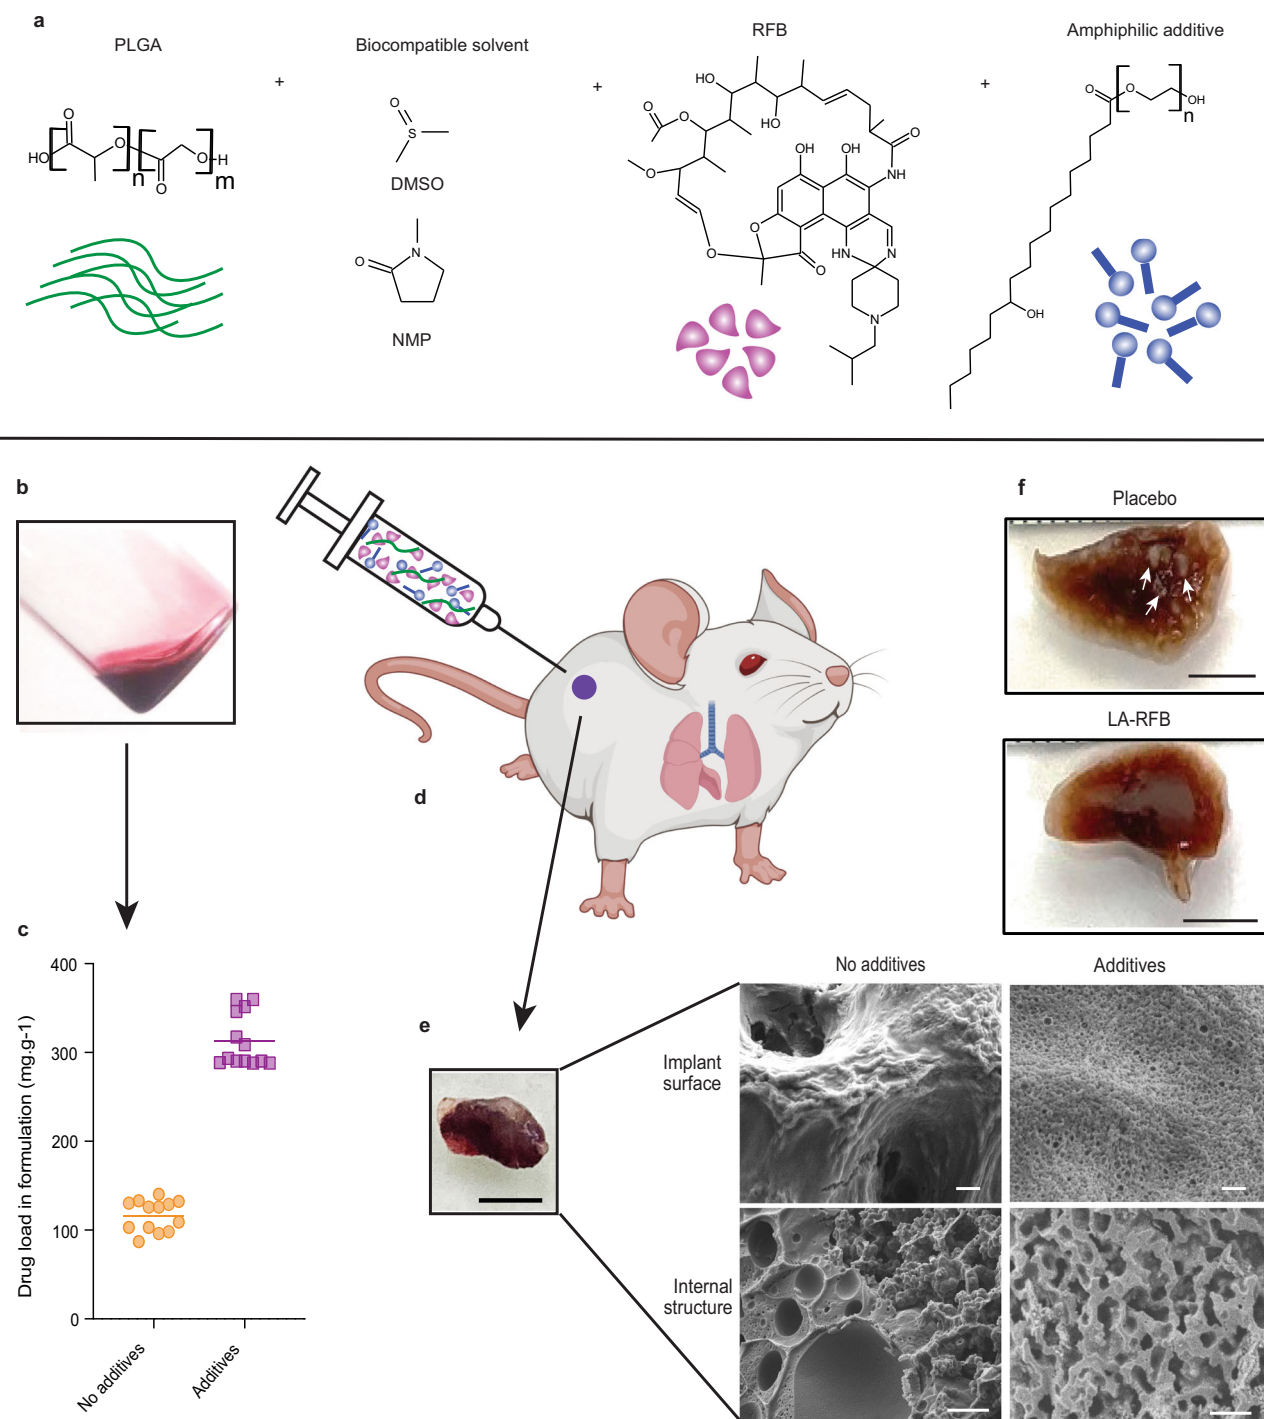 a
PLGA
Biocompatible solvent
RFB
Amphiphilic additive
+
+
+
HO
O
O
n
O
O
H
m
O
S
DMSO
O
N
NMP
HO
HO
O
O
O
O
OH
OH
O
NH
O
O
HN
N
N
O
O
OH
n
OH
b
f
Placebo
LA-RFB
d
c
Drug load in formulation (mg.g-1)
400
300
200
100
0
No additives
Additives
e
No additives
Additives
Implant
surface
Internal
structure